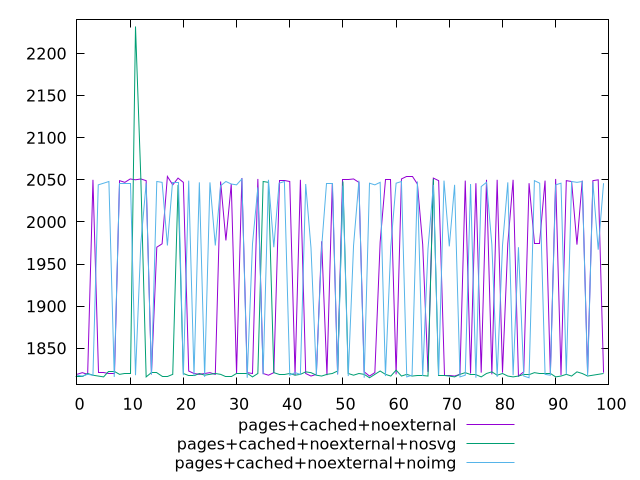 2200
2150
2100
2050
2000
1950
1900
1850
0 10 20 30 40 50 60 70 80 90 100
pages+cached+noexternal
pages+cached+noexternal+nosvg
pages+cached+noexternal+noimg